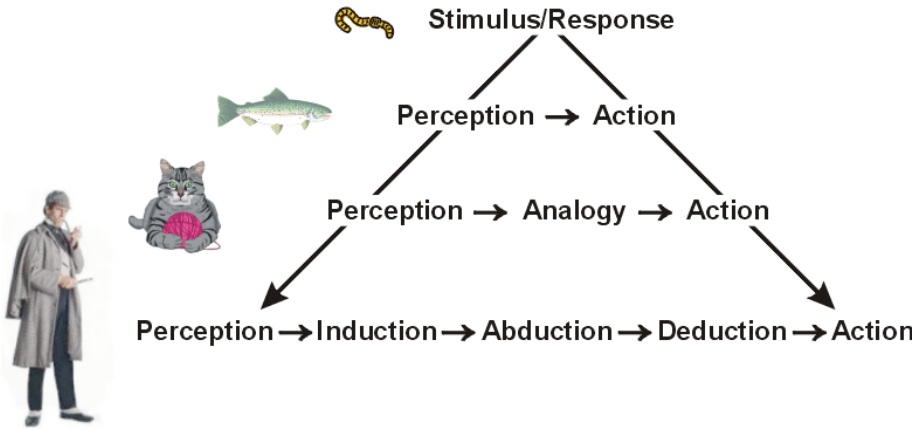 Stimulus/Response
Perception → Action
Perception → Analogy → Action
Perception → Induction → Abduction → Deduction → Action